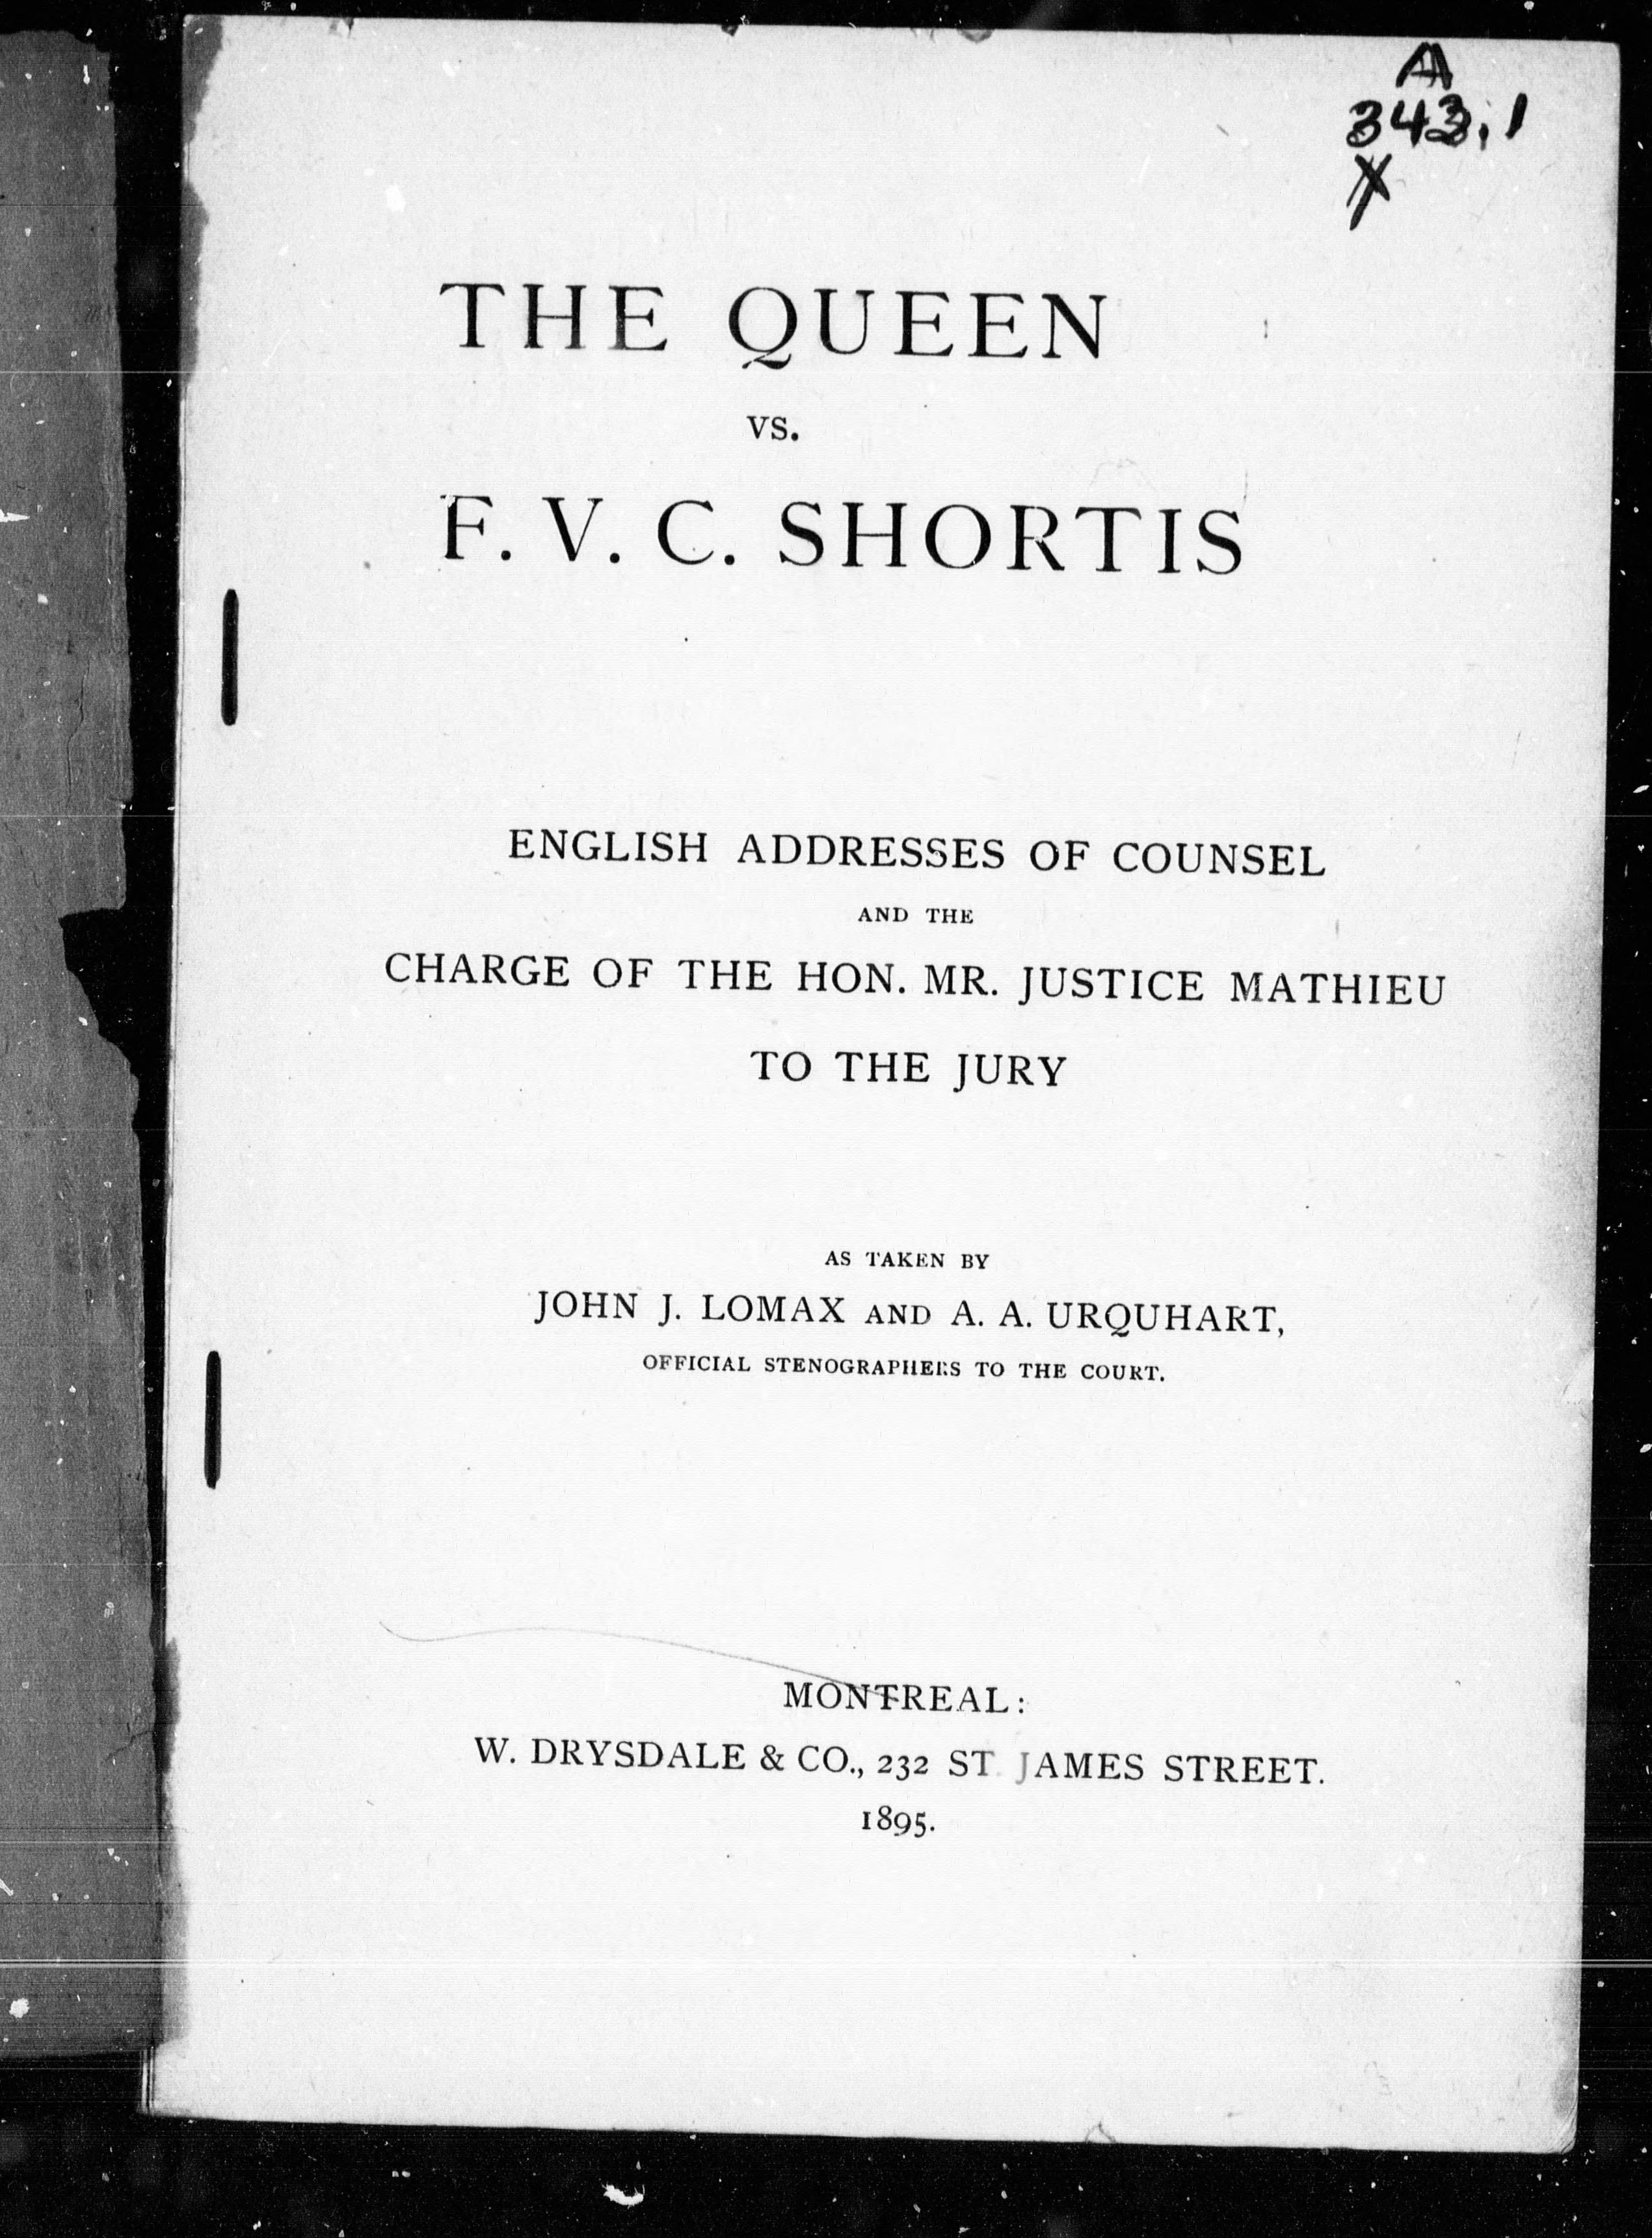 A
343.1
X
THE QUEEN
vs.
F. V. C. SHORTIS
ENGLISH ADDRESSES OF COUNSEL
AND THE
CHARGE OF THE HON. MR. JUSTICE MATHIEU
TO THE JURY
AS TAKEN BY
JOHN J. LOMAX AND A. A. URQUHART,
OFFICIAL STENOGRAPHERS TO THE COURT.
MONTREAL:
W. DRYSDALE & CO., 232 ST. JAMES STREET.
1895.